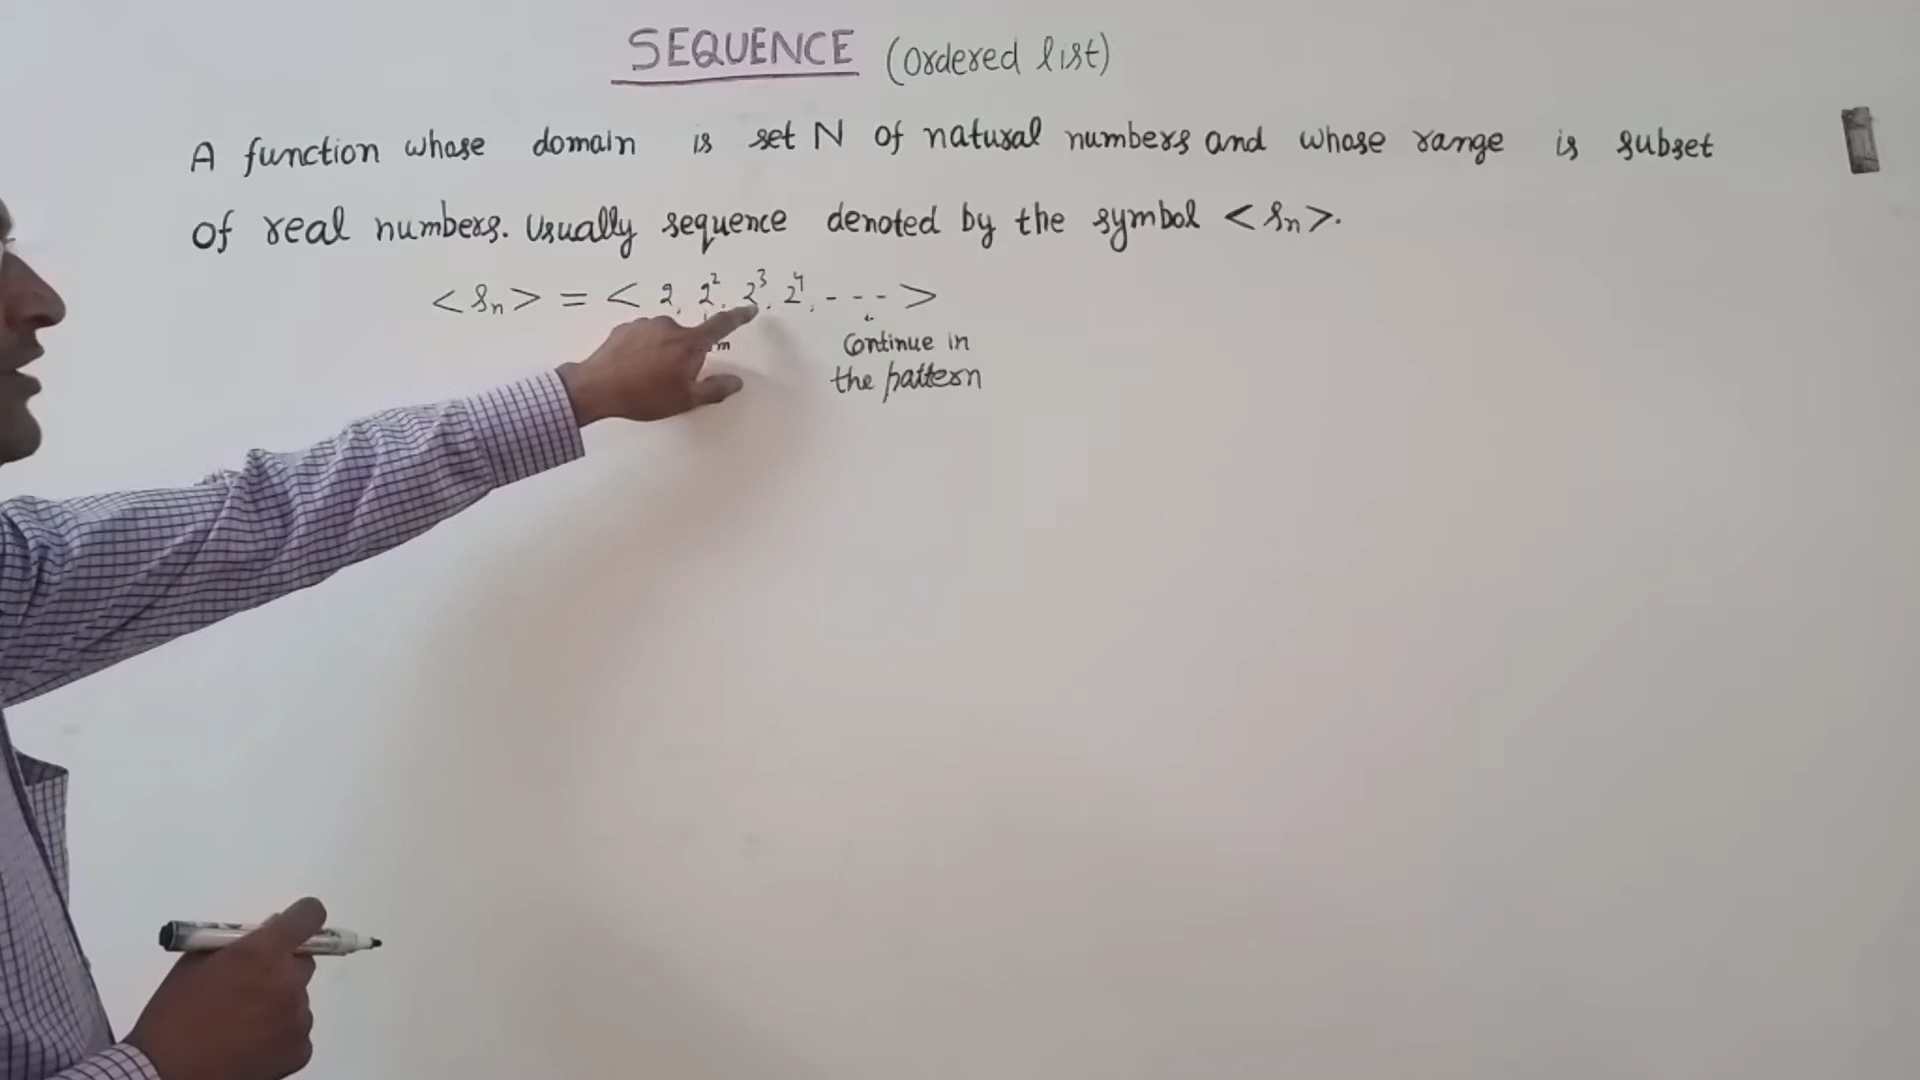 SEQUENCE (Ordered list)
A function whose domain is set N of natural numbers and whose range is subset
of real numbers. Usually sequence denoted by the symbol <Sn>.
<Sn> = < 2, 2², 2³, 2⁴, - - - >
Continue in
the pattern